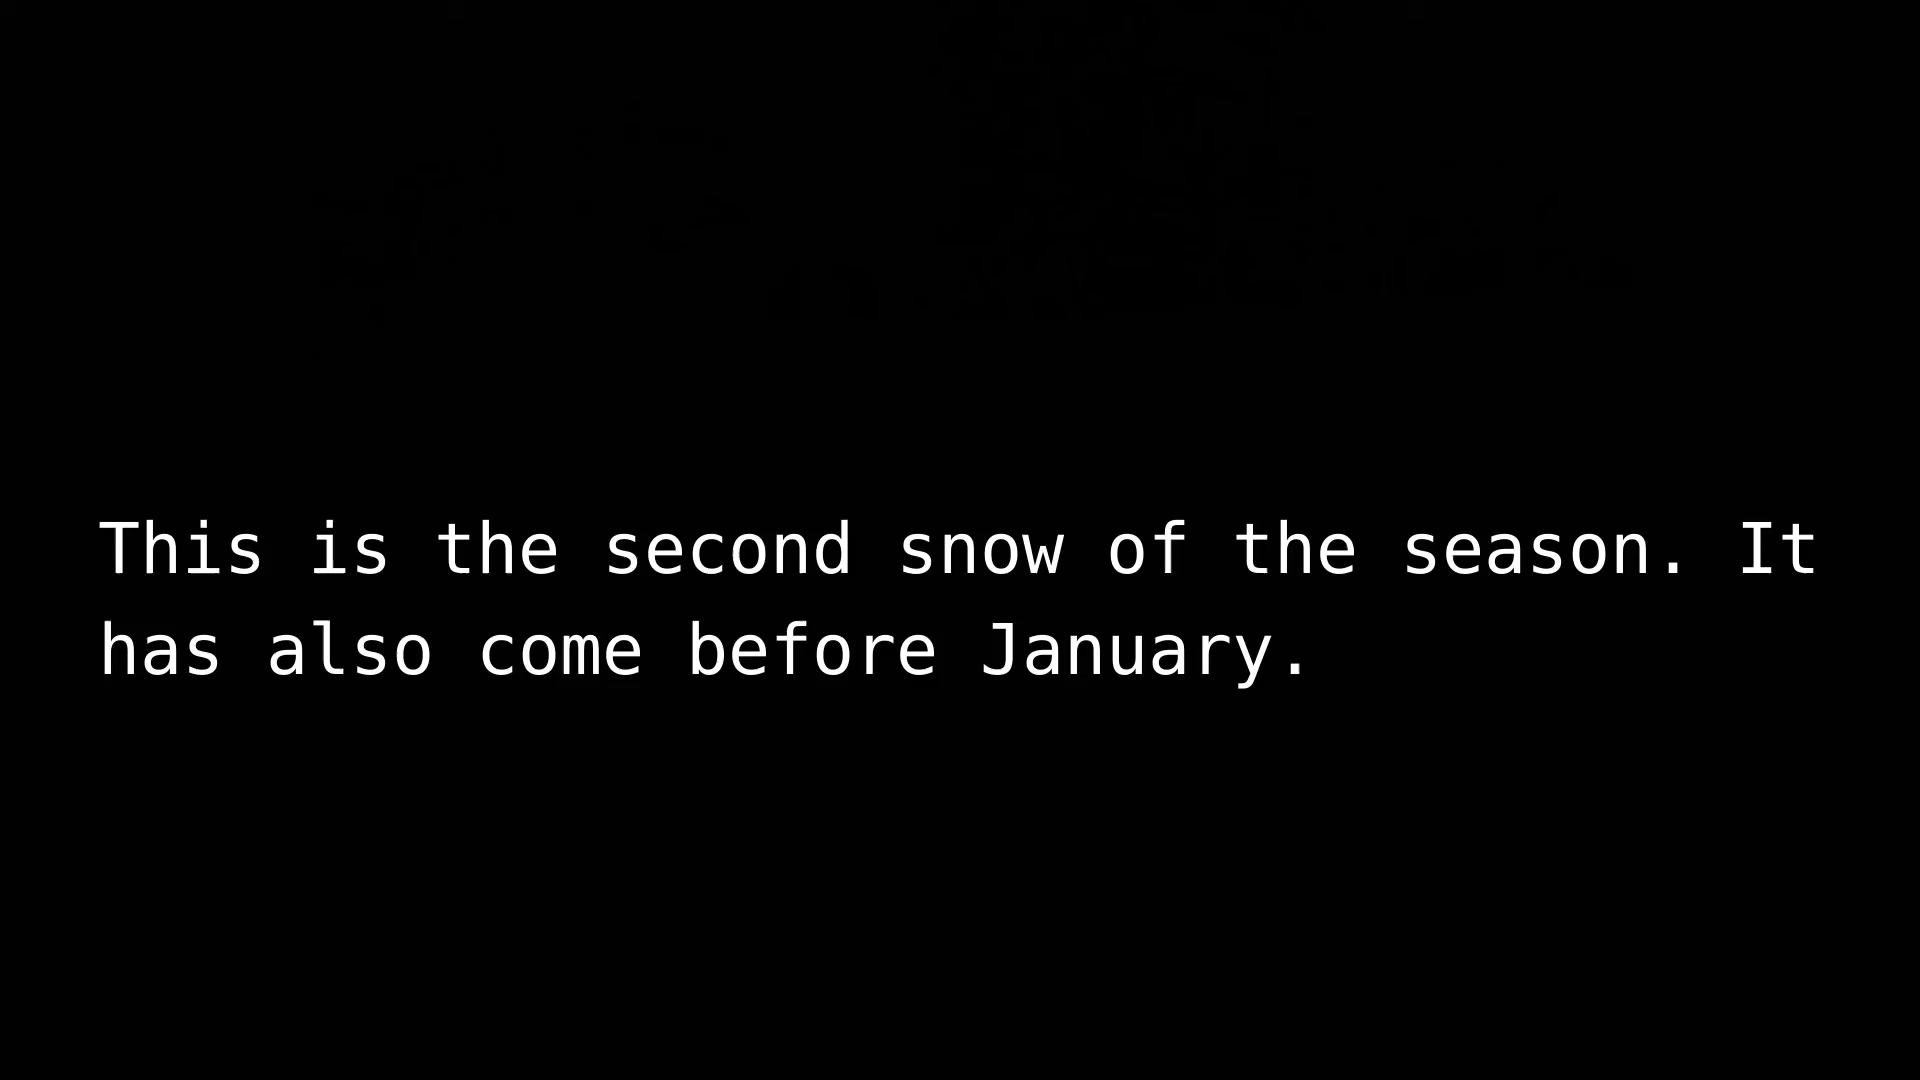 This is the second snow of the season. It
has also come before January.